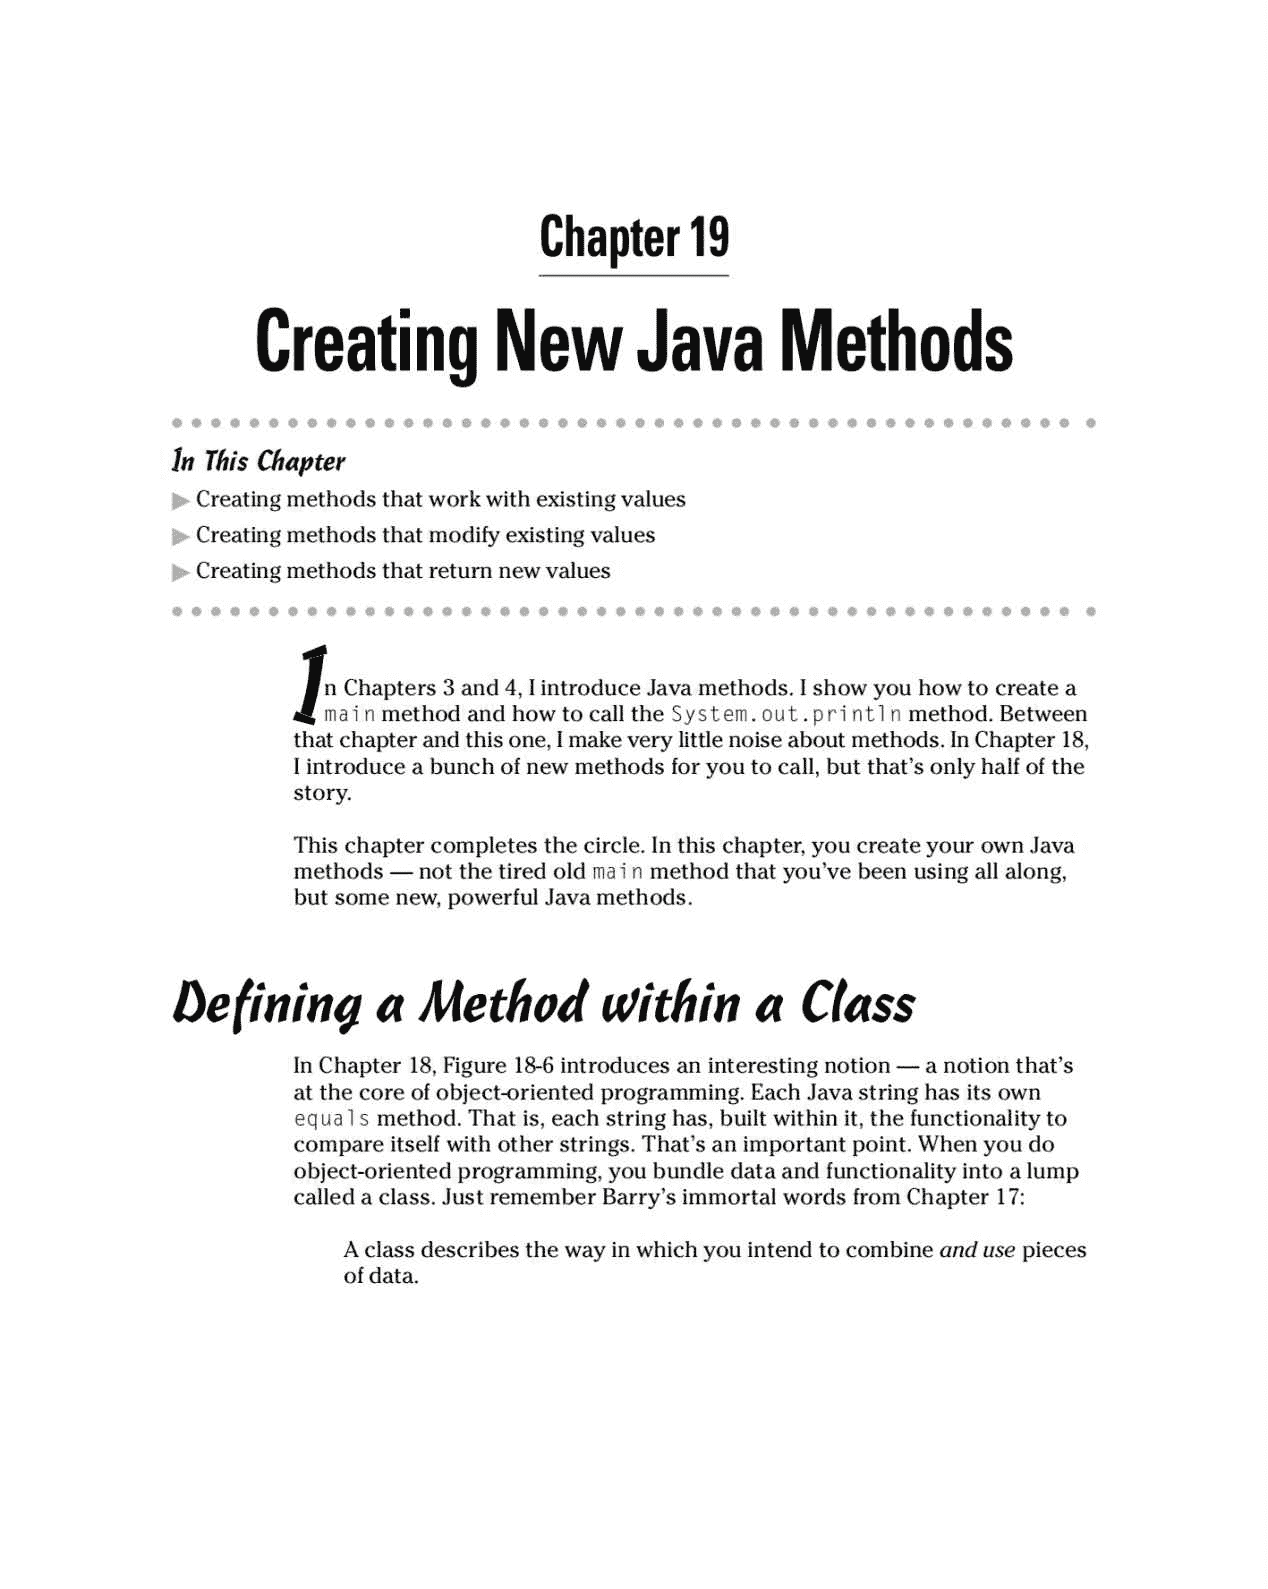 Chapter 19
Creating New Java Methods
In This Chapter
Creating methods that work with existing values
Creating methods that modify existing values
Creating methods that return new values
In Chapters 3 and 4, I introduce Java methods. I show you how to create a
main method and how to call the System.out.println method. Between
that chapter and this one, I make very little noise about methods. In Chapter 18,
I introduce a bunch of new methods for you to call, but that’s only half of the
story.
This chapter completes the circle. In this chapter, you create your own Java
methods — not the tired old main method that you’ve been using all along,
but some new, powerful Java methods.
Defining a Method within a Class
In Chapter 18, Figure 18-6 introduces an interesting notion — a notion that’s
at the core of object-oriented programming. Each Java string has its own
equals method. That is, each string has, built within it, the functionality to
compare itself with other strings. That’s an important point. When you do
object-oriented programming, you bundle data and functionality into a lump
called a class. Just remember Barry’s immortal words from Chapter 17:
A class describes the way in which you intend to combine and use pieces
of data.